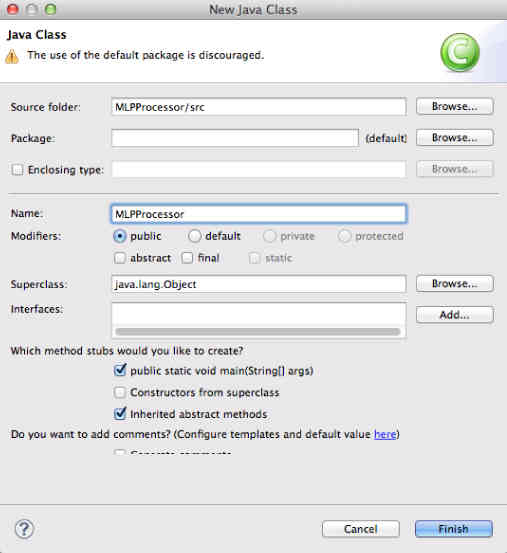 New Java Class
Java Class
The use of the default package is discouraged.
Source folder: MLPProcessor/src Browse...
Package: (default) Browse...
Enclosing type: Browse...
Name: MLPProcessor
Modifiers: public default private protected
abstract final static
Superclass: java.lang.Object Browse...
Interfaces: Add...
Which method stubs would you like to create?
public static void main(String[] args)
Constructors from superclass
Inherited abstract methods
Do you want to add comments? (Configure templates and default value here)
Generate comments
? Cancel Finish